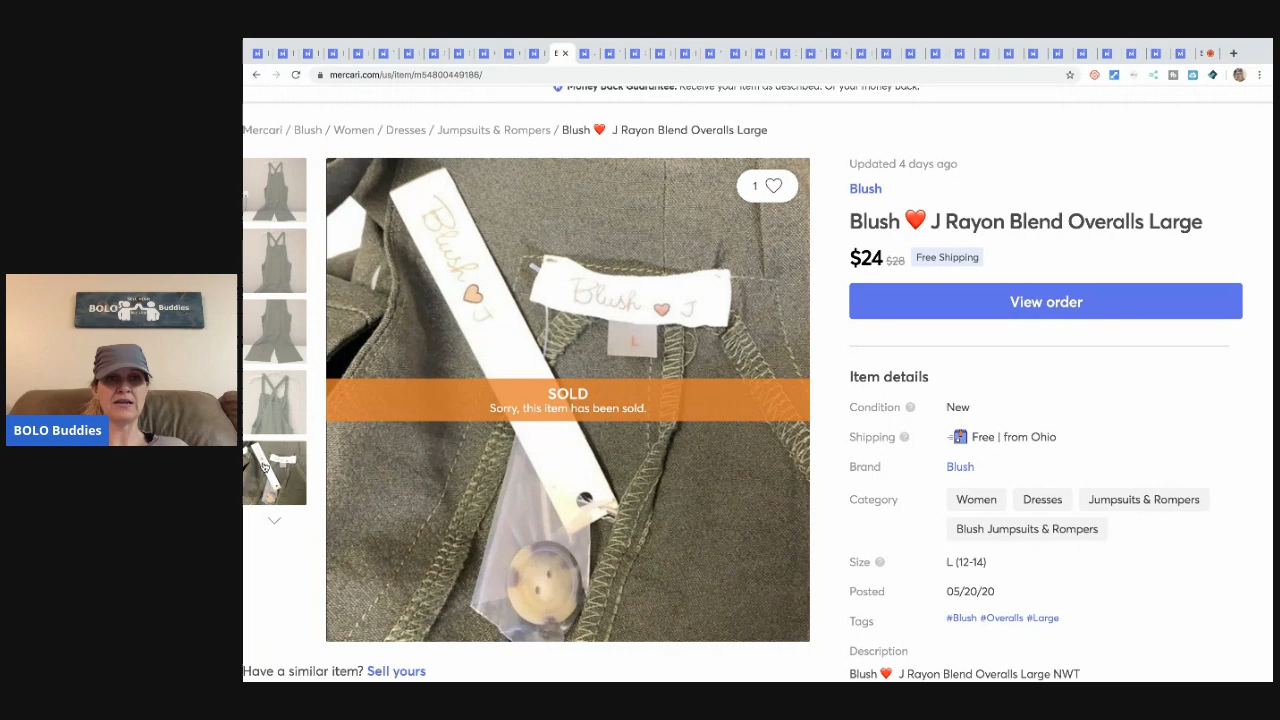 mercari.com/us/item/m54800449186/
Money Back Guarantee. Receive your item as described. Or your money back.
Mercari / Blush / Women / Dresses / Jumpsuits & Rompers / Blush ❤️ J Rayon Blend Overalls Large
Updated 4 days ago
Blush
Blush ❤️ J Rayon Blend Overalls Large
$24 $28 Free Shipping
View order
1
Blush ♥ J
Blush ♥ J
L
SOLD
Sorry, this item has been sold.
Item details
Condition New
Shipping Free | from Ohio
Brand Blush
Category Women Dresses Jumpsuits & Rompers
Blush Jumpsuits & Rompers
Size L (12-14)
Posted 05/20/20
Tags #Blush #Overalls #Large
Description
Blush ❤️ J Rayon Blend Overalls Large NWT
Have a similar item? Sell yours
BOLO Buddies
BOLO Buddies